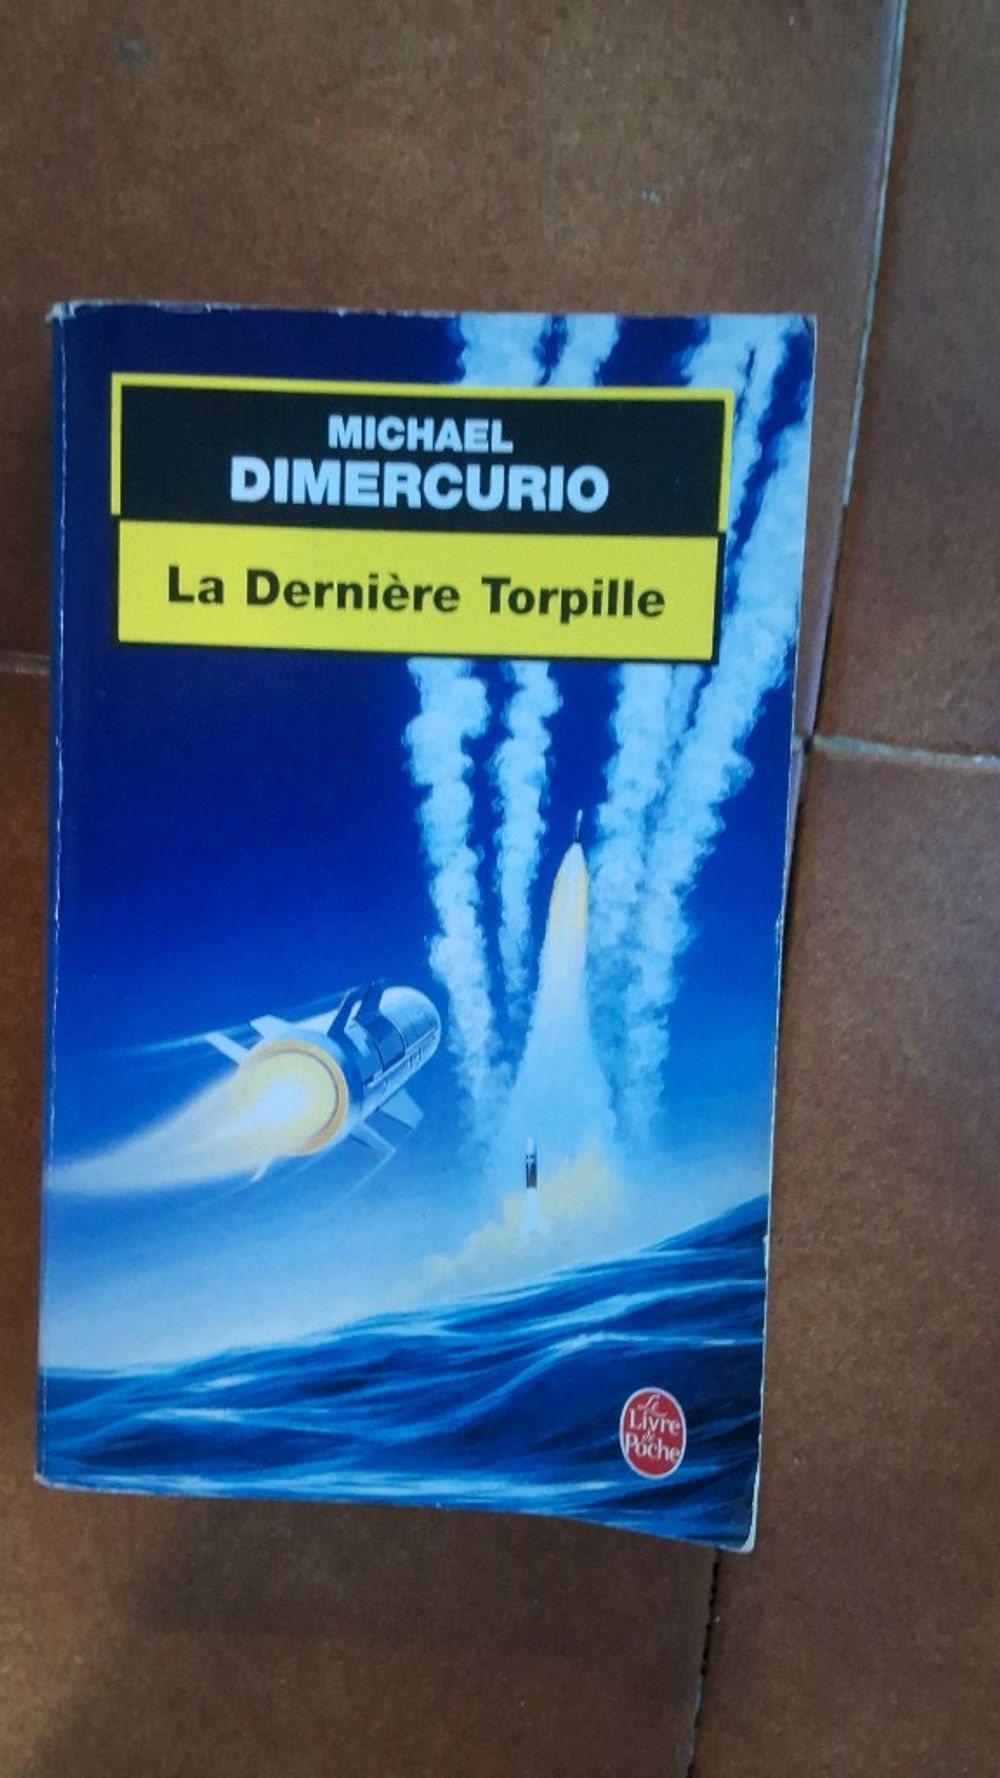 MICHAEL
DIMERCURIO
La Dernière Torpille
Le
Livre
de
Poche